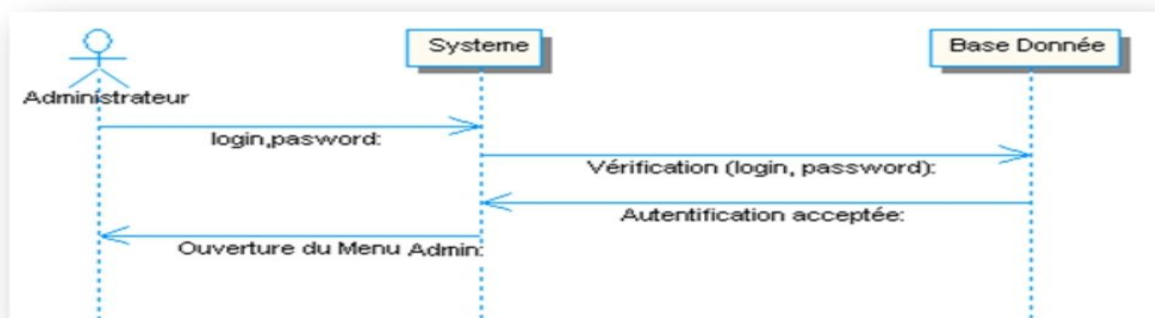 Systeme
Base Donnée
Administrateur
login,pasword:
Vérification (login, password):
Autentification acceptée:
Ouverture du Menu Admin: